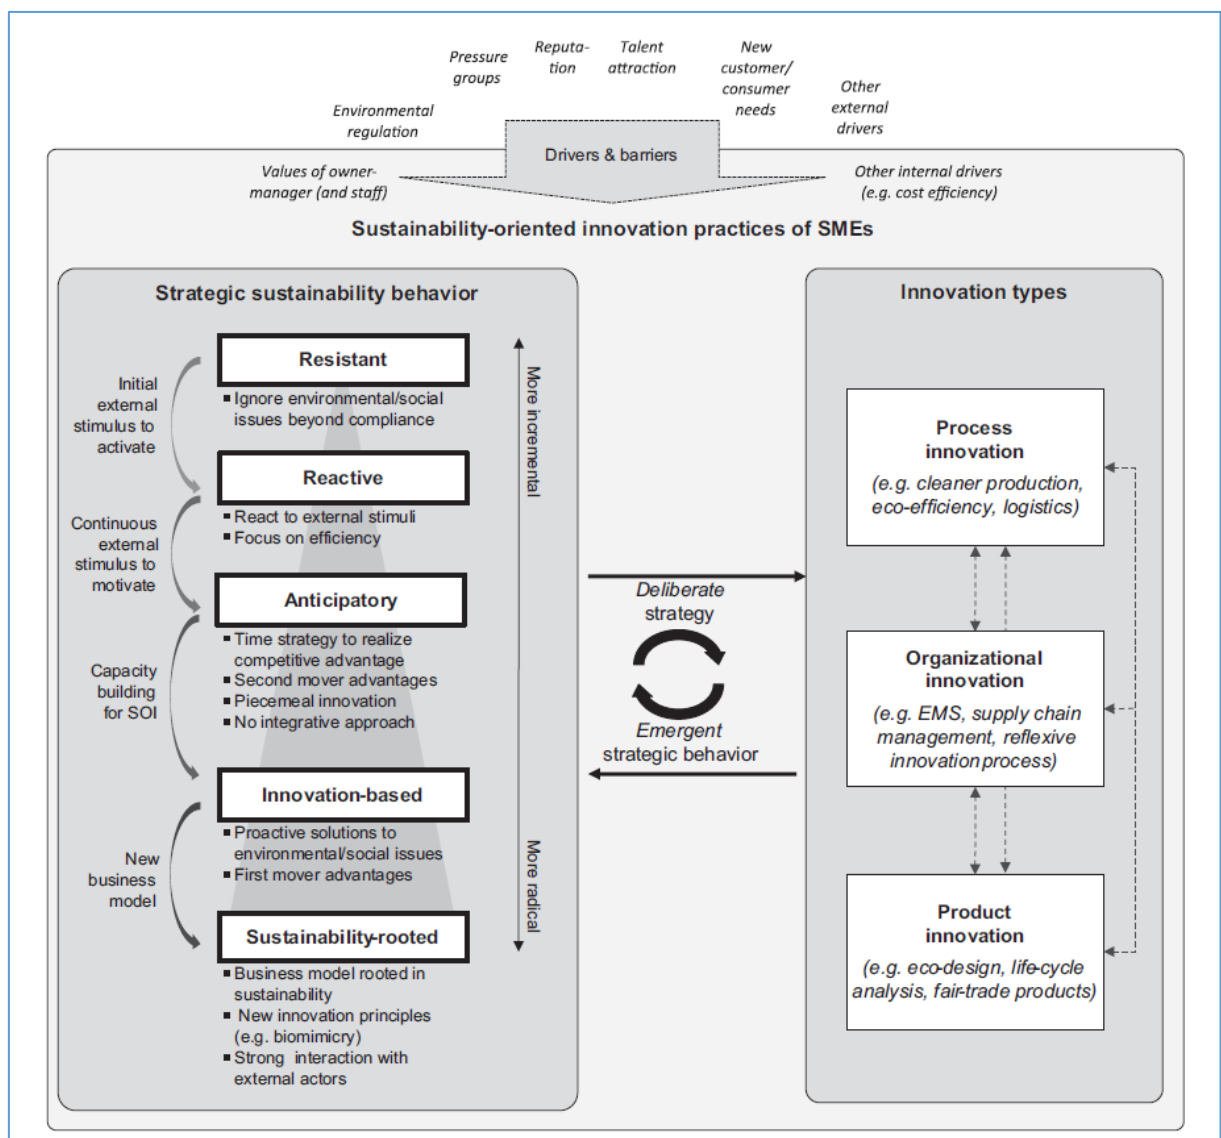 Pressure
groups
Reputa-
tion
Talent
attraction
New
customer/
consumer
needs
Other
external
drivers
Environmental
regulation
Drivers & barriers
Values of owner-
manager (and staff)
Other internal drivers
(e.g. cost efficiency)
Sustainability-oriented innovation practices of SMEs
Strategic sustainability behavior
Initial
external
stimulus to
activate
Continuous
external
stimulus to
motivate
Capacity
building
for SOI
New
business
model
Resistant
▪ Ignore environmental/social
issues beyond compliance
Reactive
▪ React to external stimuli
▪ Focus on efficiency
Anticipatory
▪ Time strategy to realize
competitive advantage
▪ Second mover advantages
▪ Piecemeal innovation
▪ No integrative approach
Innovation-based
▪ Proactive solutions to
environmental/social issues
▪ First mover advantages
Sustainability-rooted
▪ Business model rooted in
sustainability
▪ New innovation principles
(e.g. biomimicry)
▪ Strong interaction with
external actors
More incremental
More radical
Deliberate
strategy
Emergent
strategic behavior
Innovation types
Process
innovation
(e.g. cleaner production,
eco-efficiency, logistics)
Organizational
innovation
(e.g. EMS, supply chain
management, reflexive
innovation process)
Product
innovation
(e.g. eco-design, life-cycle
analysis, fair-trade products)